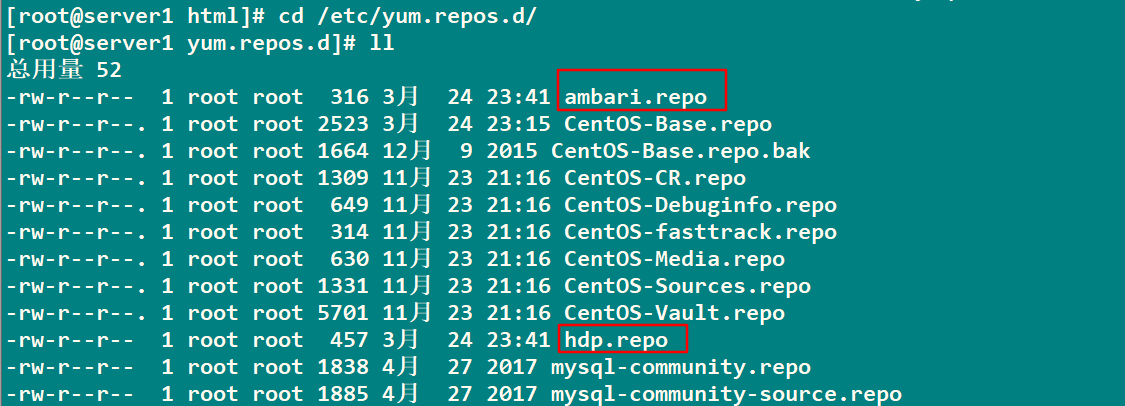 [root@server1 html]# cd /etc/yum.repos.d/
[root@server1 yum.repos.d]# ll
总用量 52
-rw-r--r--  1 root root  316 3月  24 23:41 ambari.repo
-rw-r--r--. 1 root root 2523 3月  24 23:15 CentOS-Base.repo
-rw-r--r--. 1 root root 1664 12月  9 2015 CentOS-Base.repo.bak
-rw-r--r--. 1 root root 1309 11月 23 21:16 CentOS-CR.repo
-rw-r--r--. 1 root root  649 11月 23 21:16 CentOS-Debuginfo.repo
-rw-r--r--. 1 root root  314 11月 23 21:16 CentOS-fasttrack.repo
-rw-r--r--. 1 root root  630 11月 23 21:16 CentOS-Media.repo
-rw-r--r--. 1 root root 1331 11月 23 21:16 CentOS-Sources.repo
-rw-r--r--. 1 root root 5701 11月 23 21:16 CentOS-Vault.repo
-rw-r--r--  1 root root  457 3月  24 23:41 hdp.repo
-rw-r--r--  1 root root 1838 4月  27 2017 mysql-community.repo
-rw-r--r--  1 root root 1885 4月  27 2017 mysql-community-source.repo